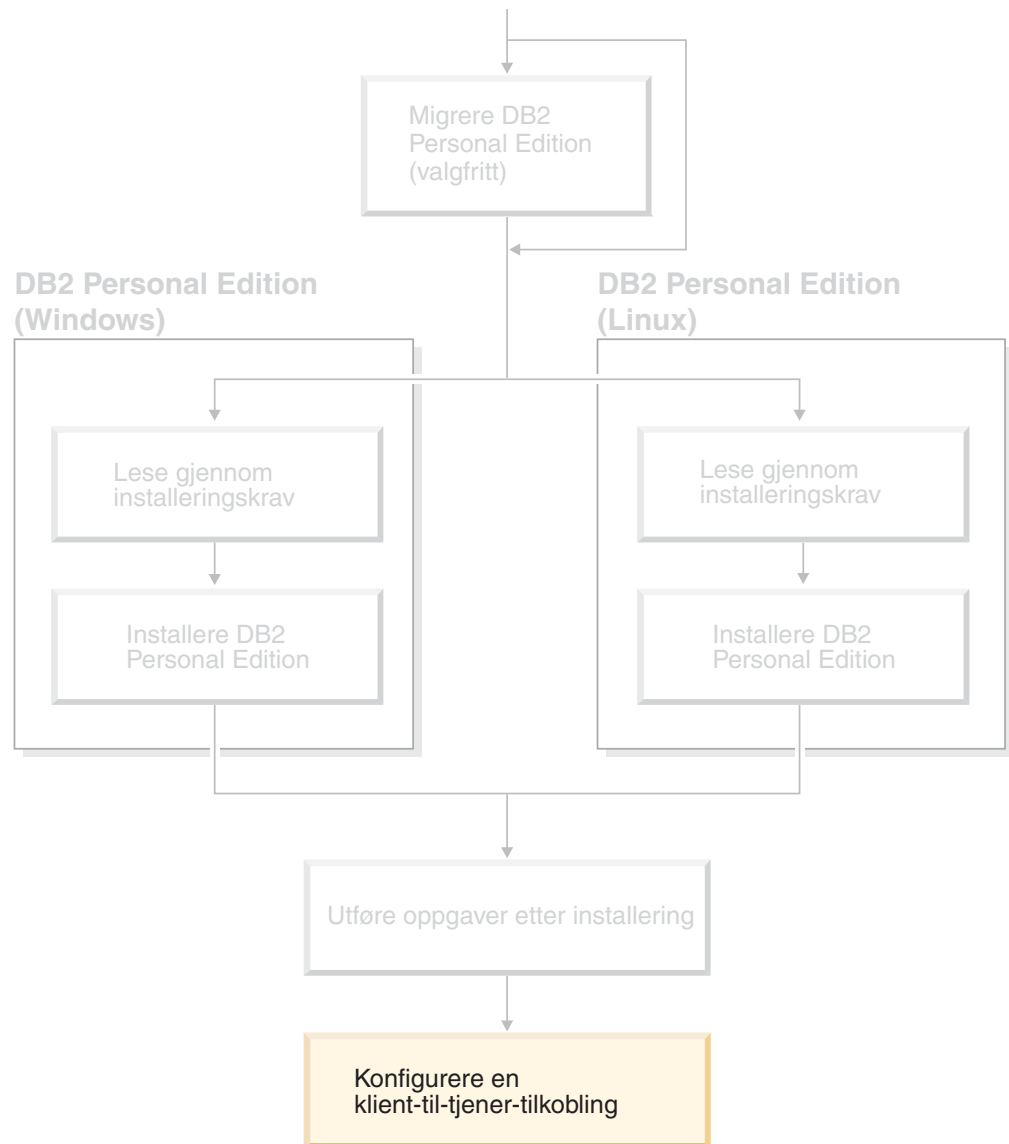 Migrere DB2
Personal Edition
(valgfritt)
DB2 Personal Edition
(Windows)
Lese gjennom
installeringskrav
Installere DB2
Personal Edition
DB2 Personal Edition
(Linux)
Lese gjennom
installeringskrav
Installere DB2
Personal Edition
Utføre oppgaver etter installering
Konfigurere en
klient-til-tjener-tilkobling